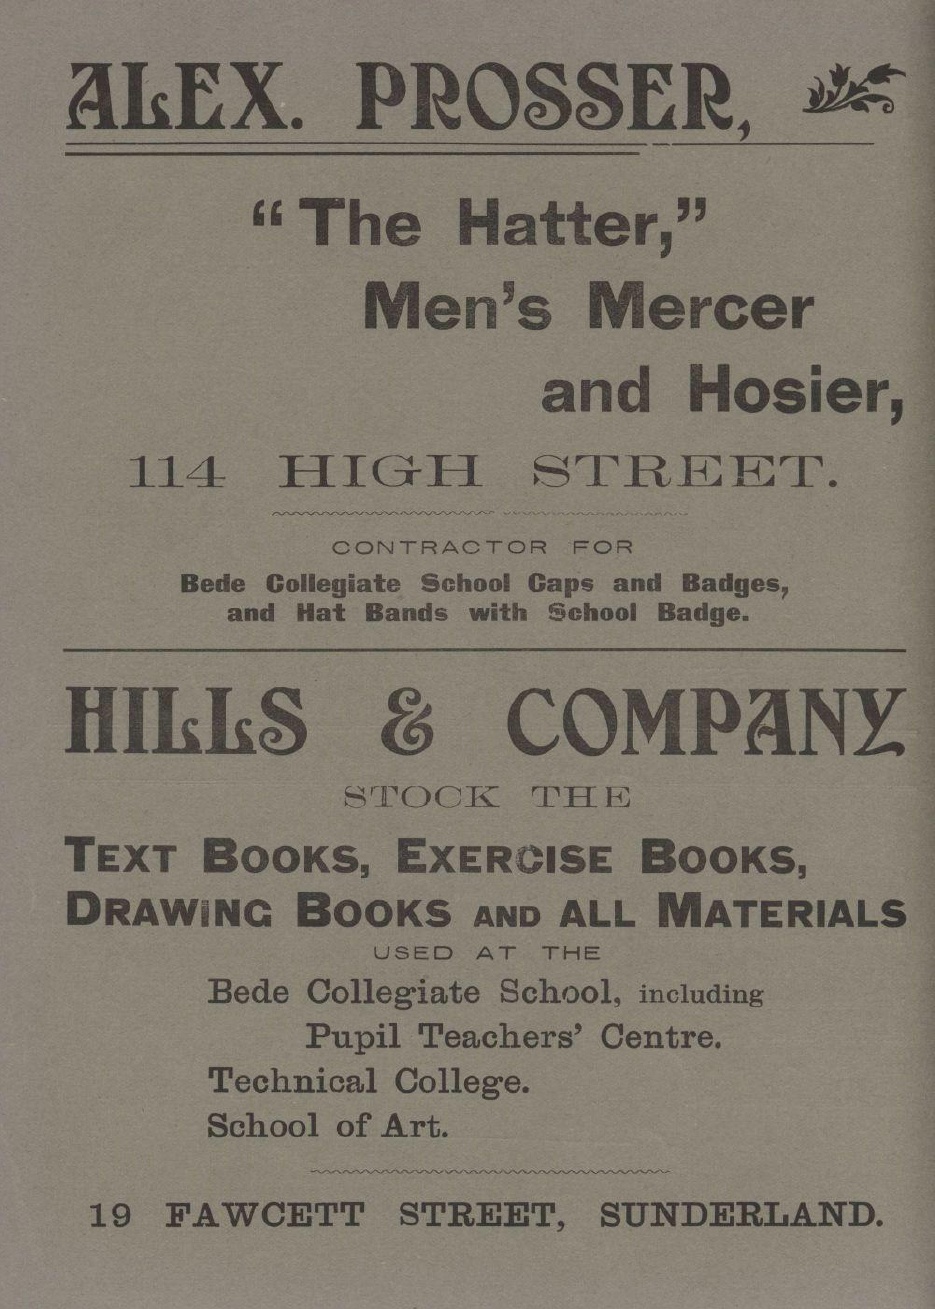 ALEX. PROSSER,
“The Hatter,”
Men’s Mercer
and Hosier,
114 HIGH STREET.
CONTRACTOR FOR
Bede Collegiate School Caps and Badges,
and Hat Bands with School Badge.
HILLS & COMPANY
STOCK THE
TEXT BOOKS, EXERCISE BOOKS,
DRAWING BOOKS AND ALL MATERIALS
USED AT THE
Bede Collegiate School, including
Pupil Teachers’ Centre.
Technical College.
School of Art.
19 FAWCETT STREET, SUNDERLAND.